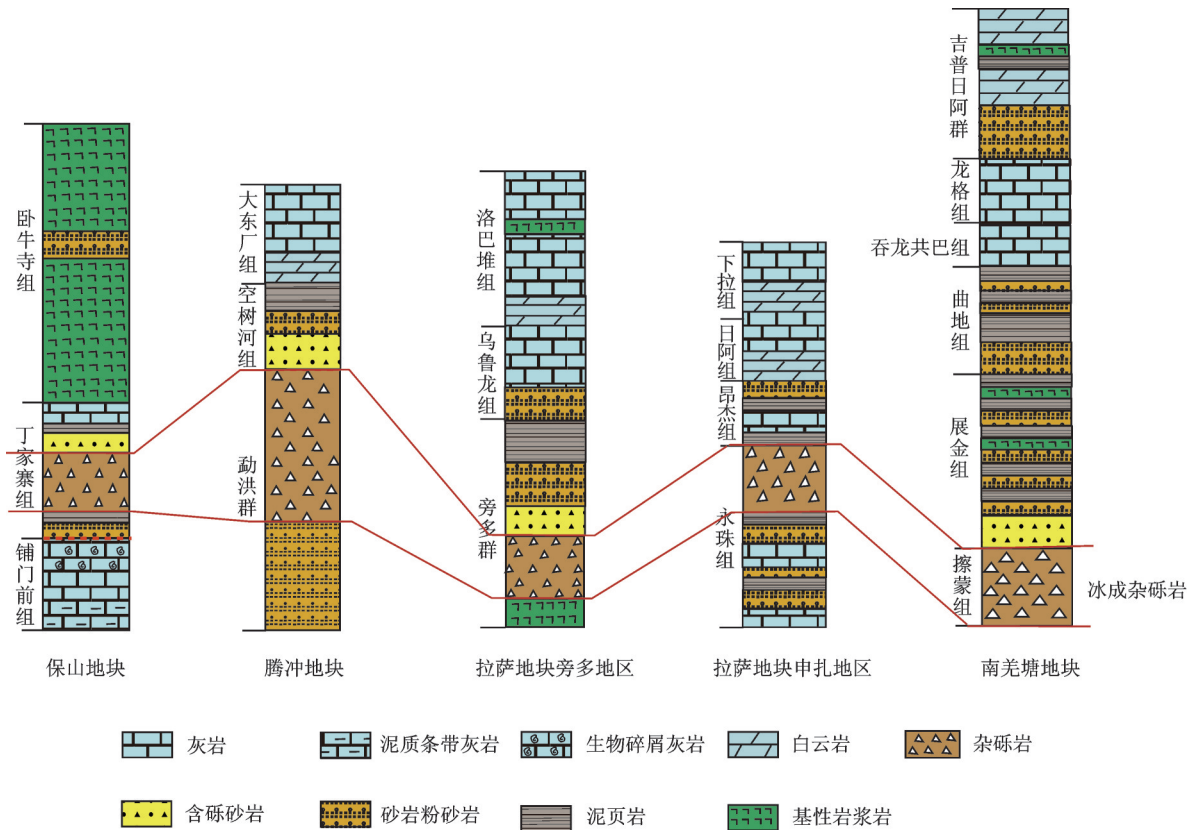 卧牛寺组
丁家寨组
铺门前组
保山地块
大东厂组
空树河组
勐洪群
腾冲地块
洛巴堆组
乌鲁龙组
旁多群
拉萨地块旁多地区
下拉组
日阿组
昂杰组
永珠组
拉萨地块申扎地区
吉普日阿群
龙格组
吞龙共巴组
曲地组
展金组
擦蒙组
冰成杂砾岩
南羌塘地块
灰岩
泥质条带灰岩
生物碎屑灰岩
白云岩
杂砾岩
含砾砂岩
砂岩粉砂岩
泥页岩
基性岩浆岩